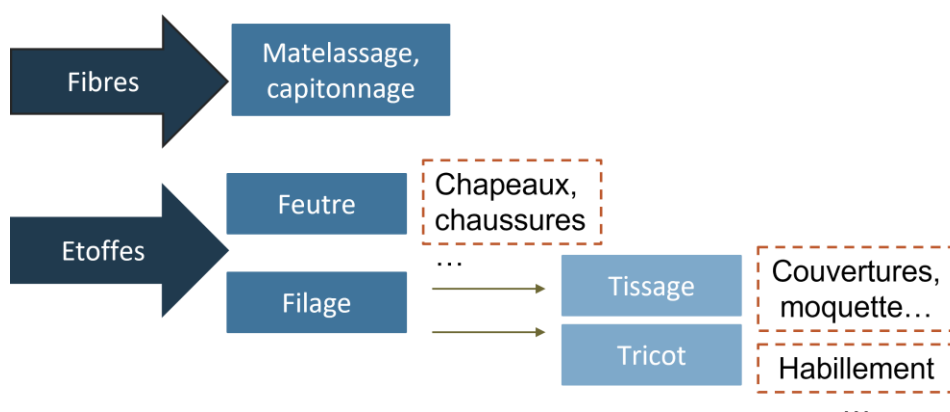 Fibres
Matelassage,
capitonnage
Etoffes
Feutre
Chapeaux,
chaussures
…
Filage
Tissage
Couvertures,
moquette…
Tricot
Habillement
…